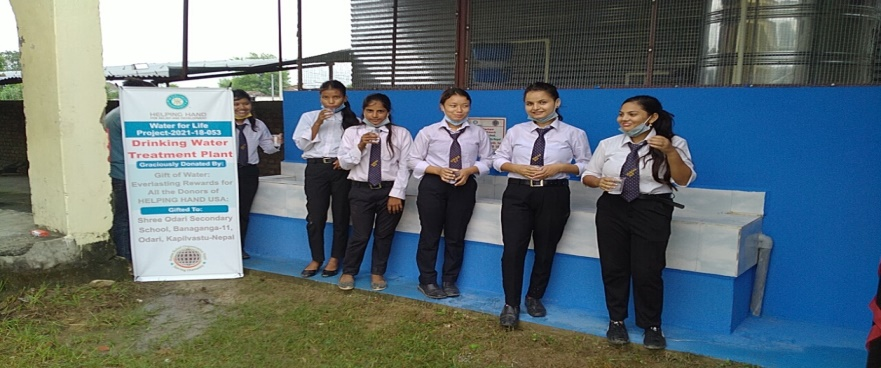 HELPING HAND
Water for Life
Project-2021-18-053
Drinking Water
Treatment Plant
Graciously Donated By:
Gift of Water:
Everlasting Rewards for
All the Donors of
HELPING HAND USA:
Gifted To:
Shree Odari Secondary
School, Banaganga-11,
Odari, Kapilvastu-Nepal